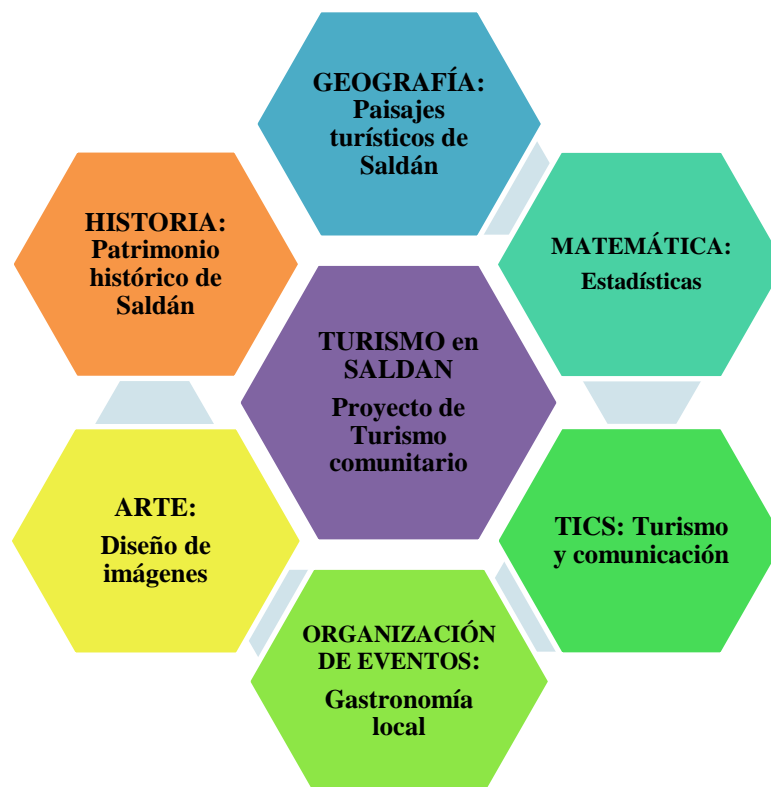 GEOGRAFÍA:
Paisajes
turísticos de
Saldán
HISTORIA:
Patrimonio
histórico de
Saldán
MATEMÁTICA:
Estadísticas
TURISMO en
SALDAN
Proyecto de
Turismo
comunitario
ARTE:
Diseño de
imágenes
TICS: Turismo
y comunicación
ORGANIZACIÓN
DE EVENTOS:
Gastronomía
local